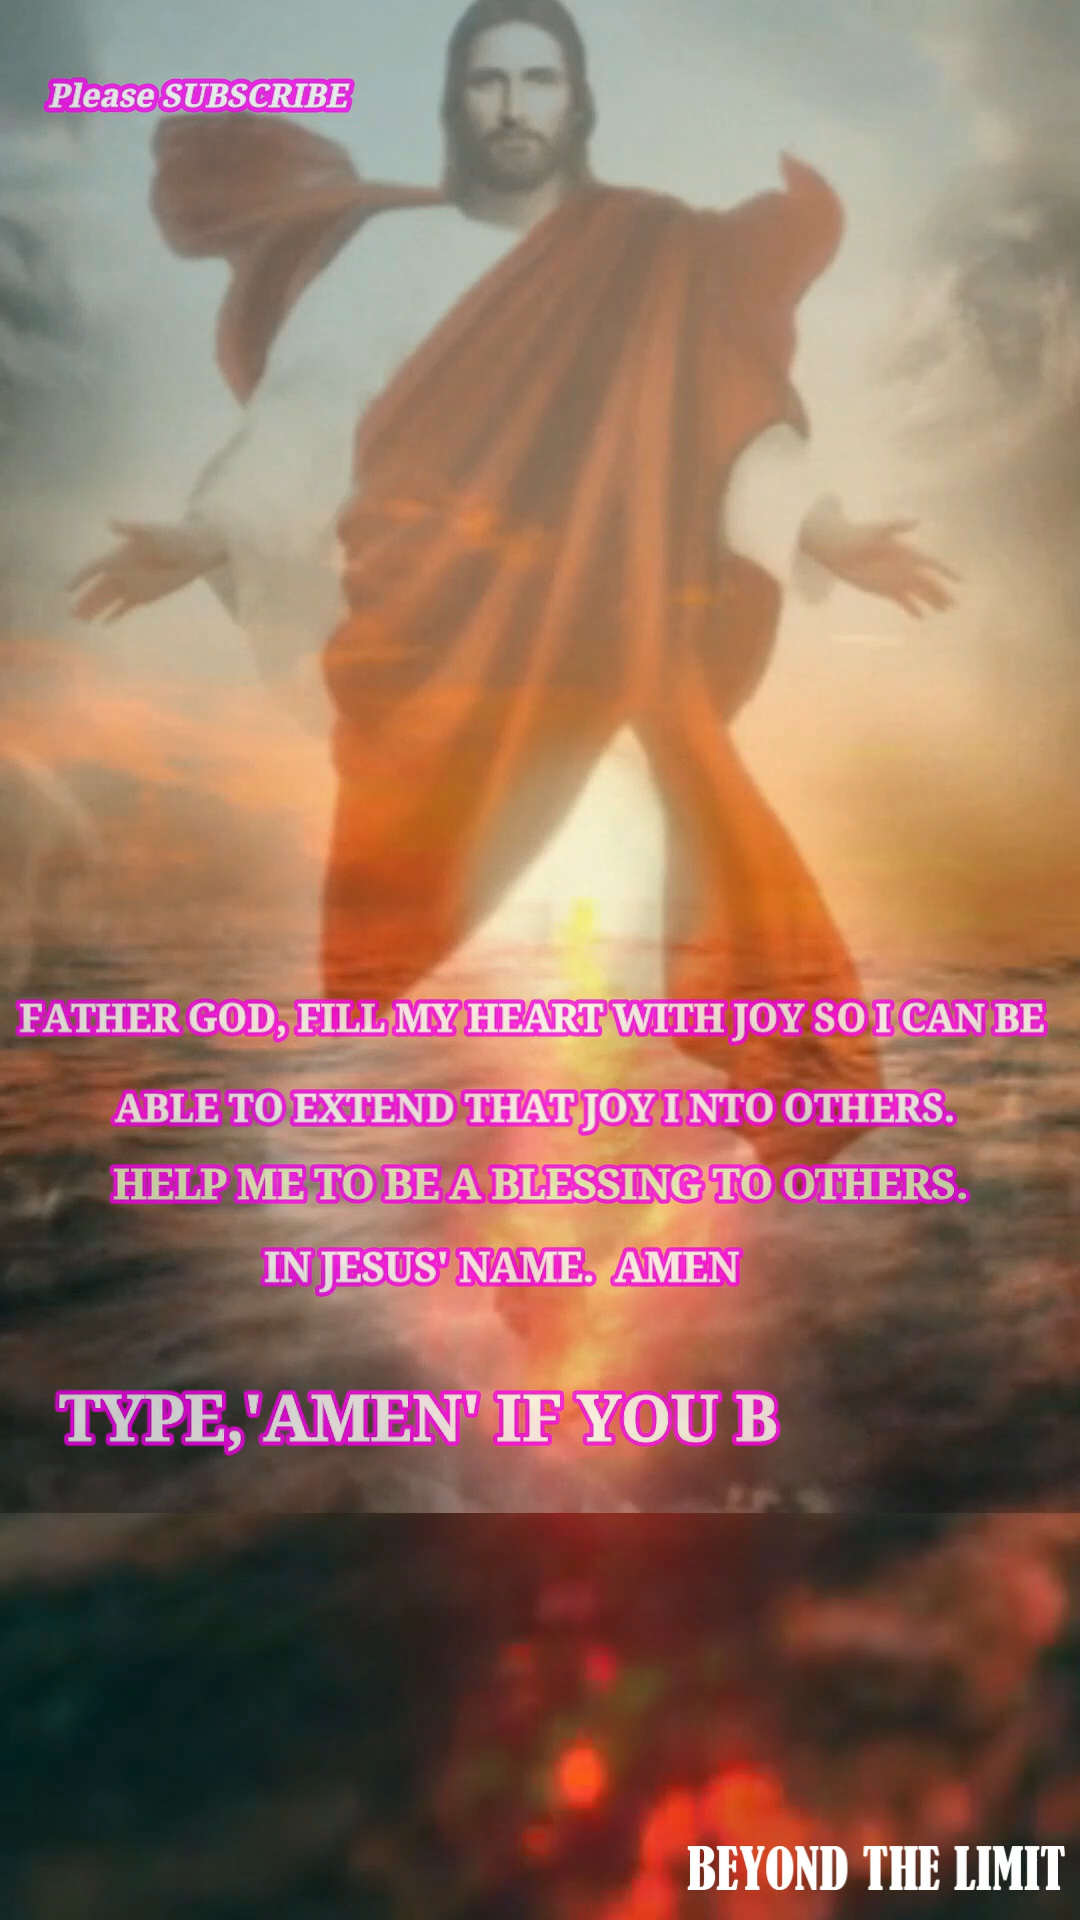 Please SUBSCRIBE
FATHER GOD, FILL MY HEART WITH JOY SO I CAN BE
ABLE TO EXTEND THAT JOY I NTO OTHERS.
HELP ME TO BE A BLESSING TO OTHERS.
IN JESUS' NAME. AMEN
TYPE,'AMEN' IF YOU B
BEYOND THE LIMIT